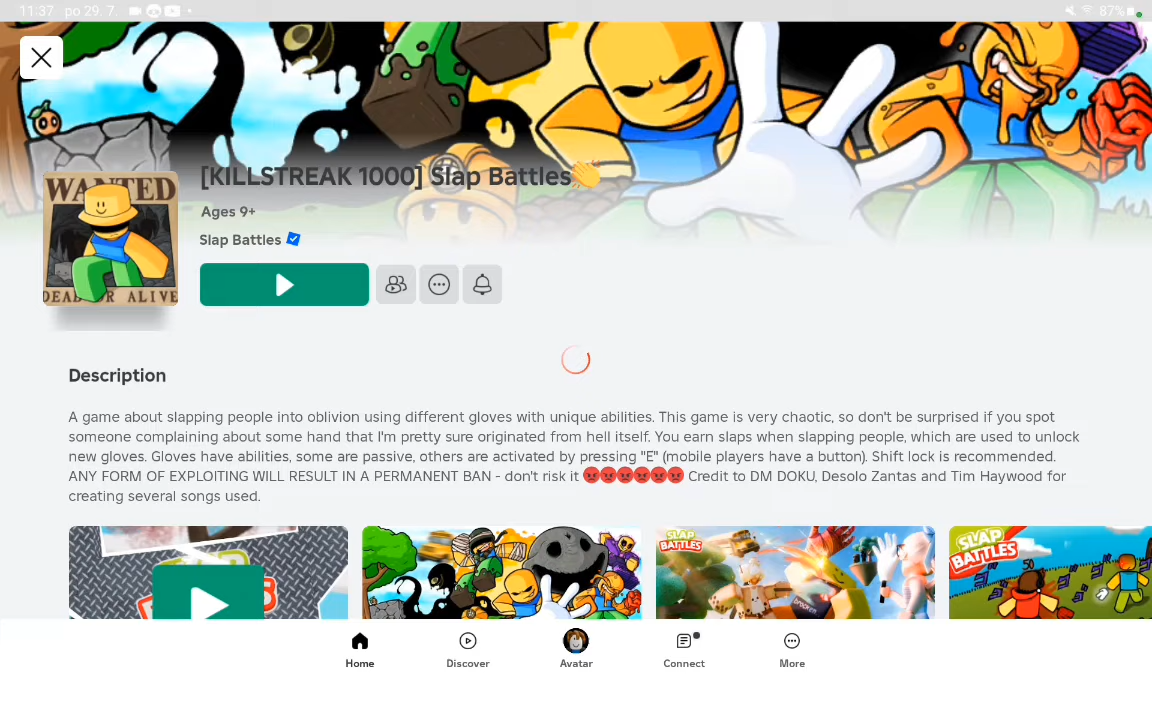 11:37 po 29. 7.
87%
[KILLSTREAK 1000] Slap Battles👏
WANTED
DEAD OR ALIVE
Ages 9+
Slap Battles
Description
A game about slapping people into oblivion using different gloves with unique abilities. This game is very chaotic, so don't be surprised if you spot
someone complaining about some hand that I'm pretty sure originated from hell itself. You earn slaps when slapping people, which are used to unlock
new gloves. Gloves have abilities, some are passive, others are activated by pressing "E" (mobile players have a button). Shift lock is recommended.
ANY FORM OF EXPLOITING WILL RESULT IN A PERMANENT BAN - don't risk it 😡😡😡😡😡😡 Credit to DM DOKU, Desolo Zantas and Tim Haywood for
creating several songs used.
SLAP
BATTLES
SLAP
BATTLES
50
Home
Discover
Avatar
Connect
More